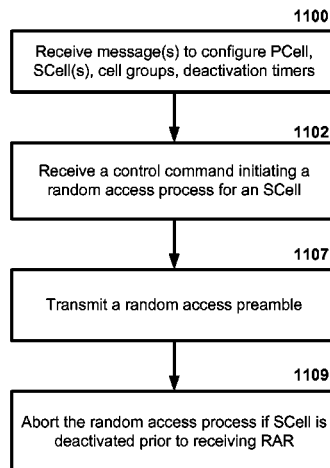 1100
Receive message(s) to configure PCell,
SCell(s), cell groups, deactivation timers
1102
Receive a control command initiating a
random access process for an SCell
1107
Transmit a random access preamble
1109
Abort the random access process if SCell is
deactivated prior to receiving RAR